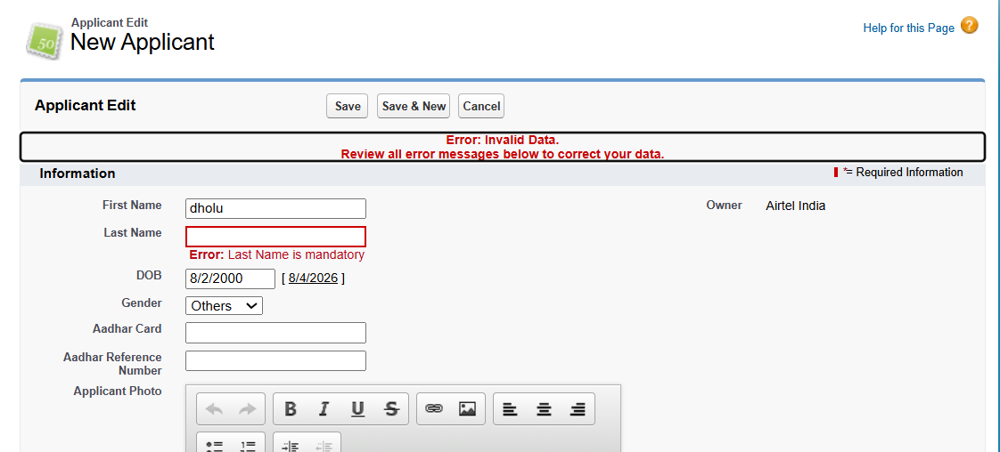 Applicant Edit
New Applicant
Help for this Page ?
50
Applicant Edit Save Save & New Cancel
Error: Invalid Data.
Review all error messages below to correct your data.
Information *= Required Information
First Name dholu Owner Airtel India
Last Name
Error: Last Name is mandatory
DOB 8/2/2000 [ 8/4/2026 ]
Gender Others
Aadhar Card
Aadhar Reference
Number
Applicant Photo
B I U S